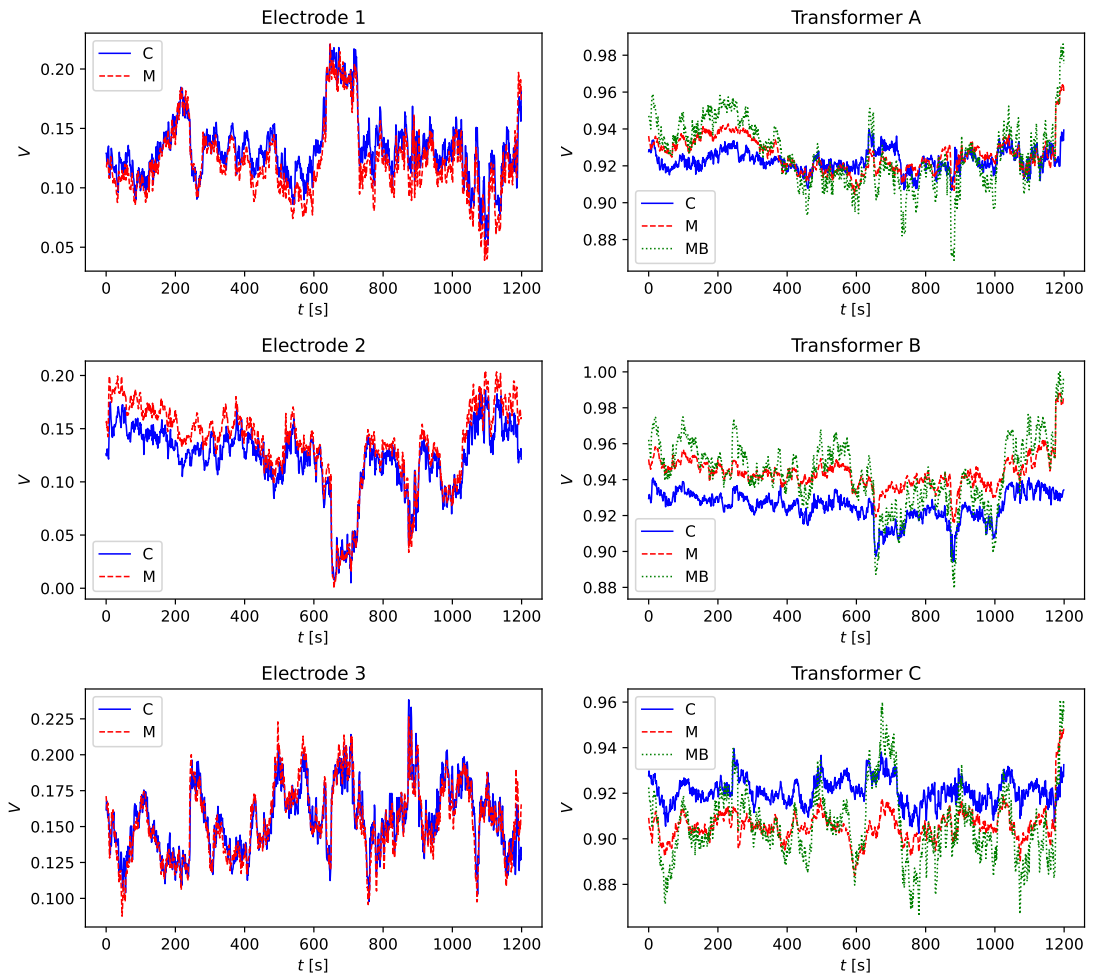 Electrode 1
C
M
0.20
0.15
0.10
0.05
V
0 200 400 600 800 1000 1200
t [s]
Transformer A
0.98
0.96
0.94
0.92
0.90
0.88
V
C
M
MB
0 200 400 600 800 1000 1200
t [s]
Electrode 2
0.20
0.15
0.10
0.05
0.00
V
C
M
0 200 400 600 800 1000 1200
t [s]
Transformer B
1.00
0.98
0.96
0.94
0.92
0.90
0.88
V
C
M
MB
0 200 400 600 800 1000 1200
t [s]
Electrode 3
C
M
0.225
0.200
0.175
0.150
0.125
0.100
V
0 200 400 600 800 1000 1200
t [s]
Transformer C
C
M
MB
0.96
0.94
0.92
0.90
0.88
V
0 200 400 600 800 1000 1200
t [s]